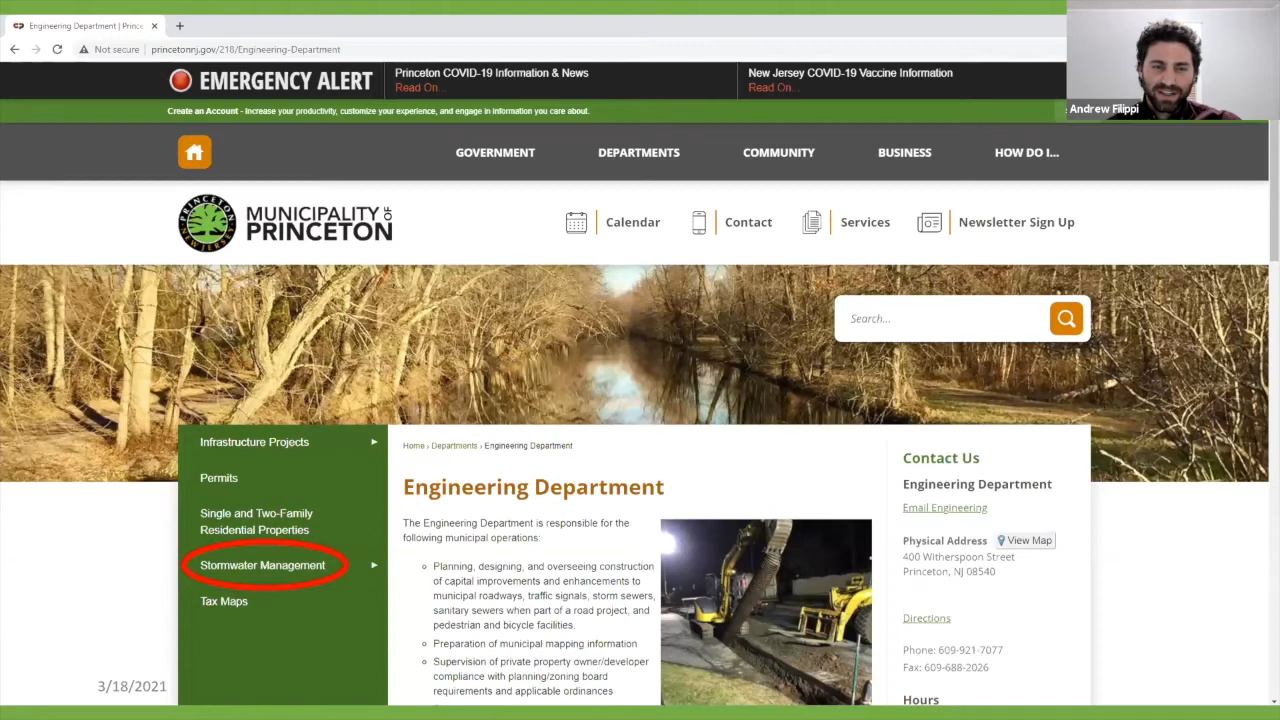 Engineering Department | Prince
Not secure | princetonnj.gov/218/Engineering-Department
Andrew Filippi
EMERGENCY ALERT
Princeton COVID-19 Information & News
Read On...
New Jersey COVID-19 Vaccine Information
Read On...
Create an Account - Increase your productivity, customize your experience, and engage in information you care about.
GOVERNMENT
DEPARTMENTS
COMMUNITY
BUSINESS
HOW DO I...
PRINCETON
NEW JERSEY
MUNICIPALITY OF
PRINCETON
Calendar
Contact
Services
Newsletter Sign Up
Search...
Infrastructure Projects
Permits
Single and Two-Family
Residential Properties
Stormwater Management
Tax Maps
3/18/2021
Home › Departments › Engineering Department
Engineering Department
The Engineering Department is responsible for the
following municipal operations:
Planning, designing, and overseeing construction
of capital improvements and enhancements to
municipal roadways, traffic signals, storm sewers,
sanitary sewers when part of a road project, and
pedestrian and bicycle facilities.
Preparation of municipal mapping information
Supervision of private property owner/developer
compliance with planning/zoning board
requirements and applicable ordinances
Contact Us
Engineering Department
Email Engineering
Physical Address View Map
400 Witherspoon Street
Princeton, NJ 08540
Directions
Phone: 609-921-7077
Fax: 609-688-2026
Hours